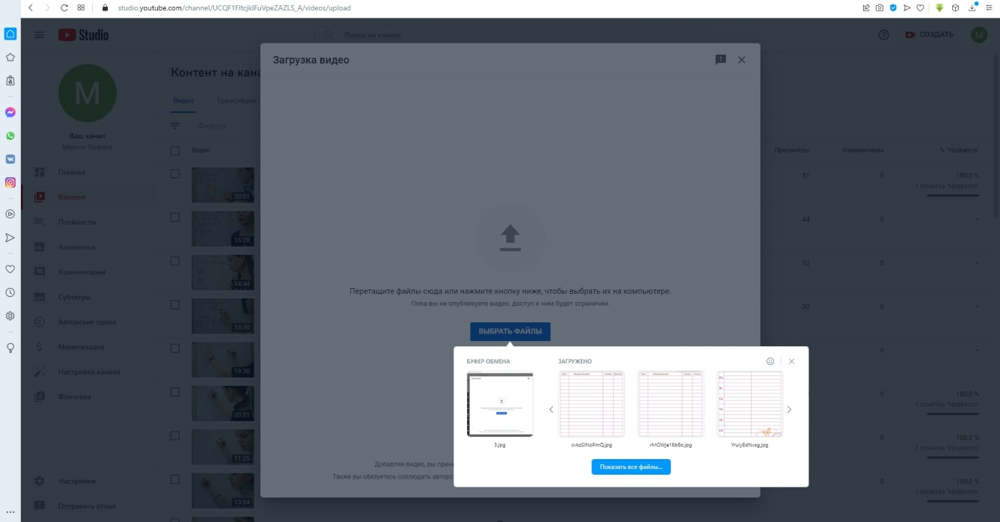 studio.youtube.com/channel/UCQF1FltcjklFuVpeZAZLS_A/videos/upload
Studio
Поиск на канале
СОЗДАТЬ
M
Загрузка видео
Контент на кана
Видео
Трансляции
Фильтр
M
Ваш канал
Марина Лыжина
Видео
Просмотры
Комментарии
% "Нравится"
Главная
Контент
Плейлисты
Аналитика
Комментарии
Субтитры
Авторские права
Монетизация
Настройка канала
Фонотека
Настройки
Отправить отзыв
20:01
51
0
100,0 %
1 отметка "Нравится"
15:28
44
0
–
14:44
52
0
–
15:30
30
0
–
19:30
0
–
20:01
0
100,0 %
1 отметка "Нравится"
11:25
0
100,0 %
2 отметки "Нравится"
13:54
0
100,0 %
1 отметка "Нравится"
Перетащите файлы сюда или нажмите кнопку ниже, чтобы выбрать их на компьютере.
Пока вы не опубликуете видео, доступ к ним будет ограничен.
ВЫБРАТЬ ФАЙЛЫ
БУФЕР ОБМЕНА
ЗАГРУЖЕНО
3.jpg
cvkzSINoPmQ.jpg
rMOWje1Eb6o.jpg
YrulyEdNvsg.jpg
Показать все файлы...
Добавляя видео, вы прин
Также вы обязуетесь соблюдать авторс